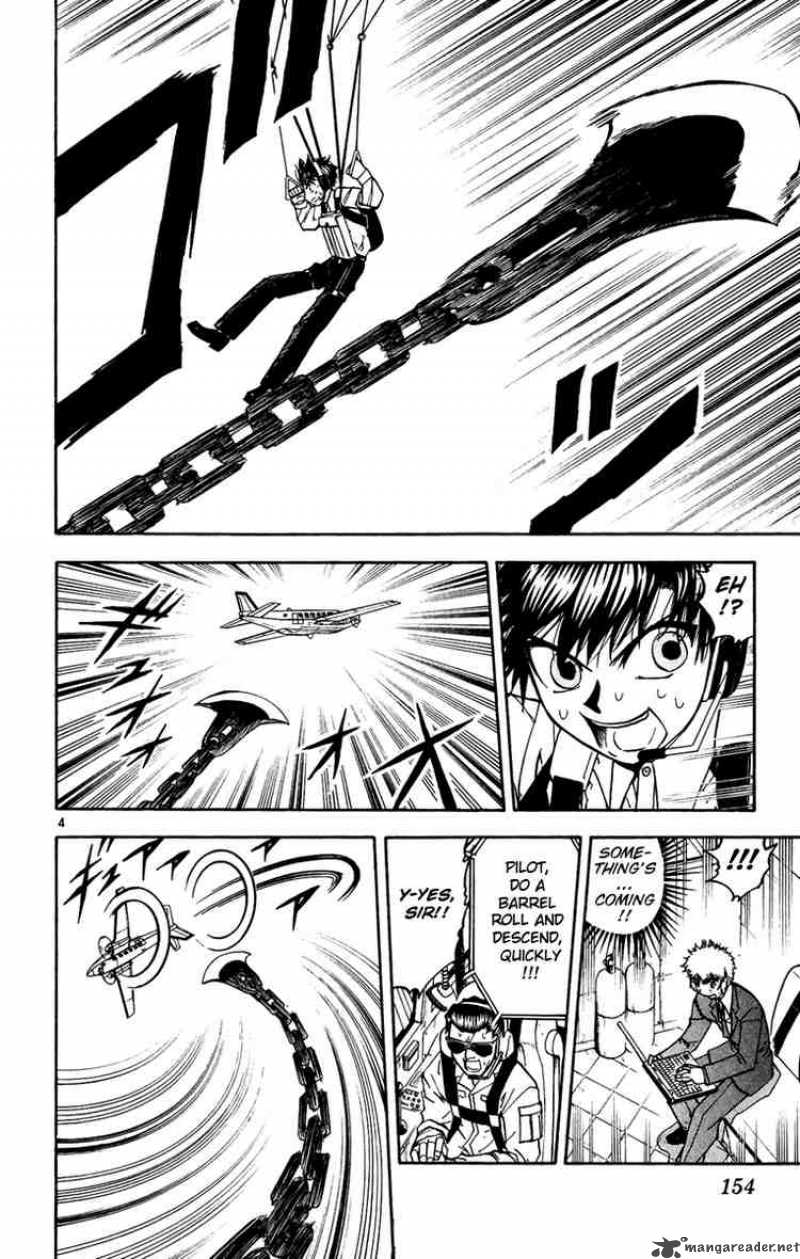 EH
!?
4
!!!
SOME-
THING'S
...
COMING
!!
PILOT,
DO A
BARREL
ROLL AND
DESCEND,
QUICKLY
!!!
Y-YES,
SIR!!
154
mangareader.net